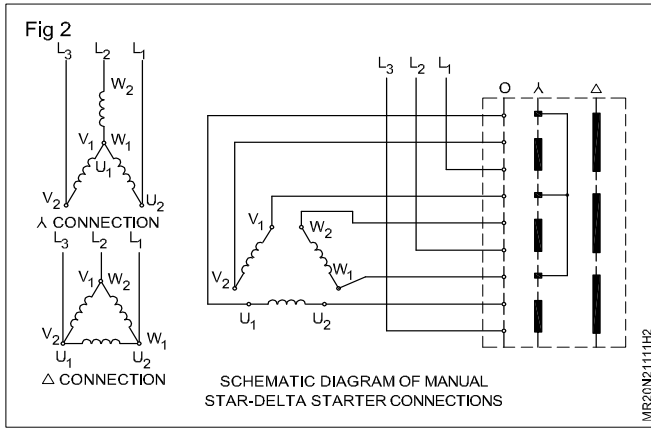 Fig 2
L3 L2 L1
W2
V1 W1
U1
V2 U2
⅄ CONNECTION
L3 L2 L1
V1 W2
V2 W1
U1 U2
△ CONNECTION
L3 L2 L1
O ⅄ △
V1 W2
V2 W1
U1 U2
SCHEMATIC DIAGRAM OF MANUAL
STAR-DELTA STARTER CONNECTIONS
MR20N21111H2